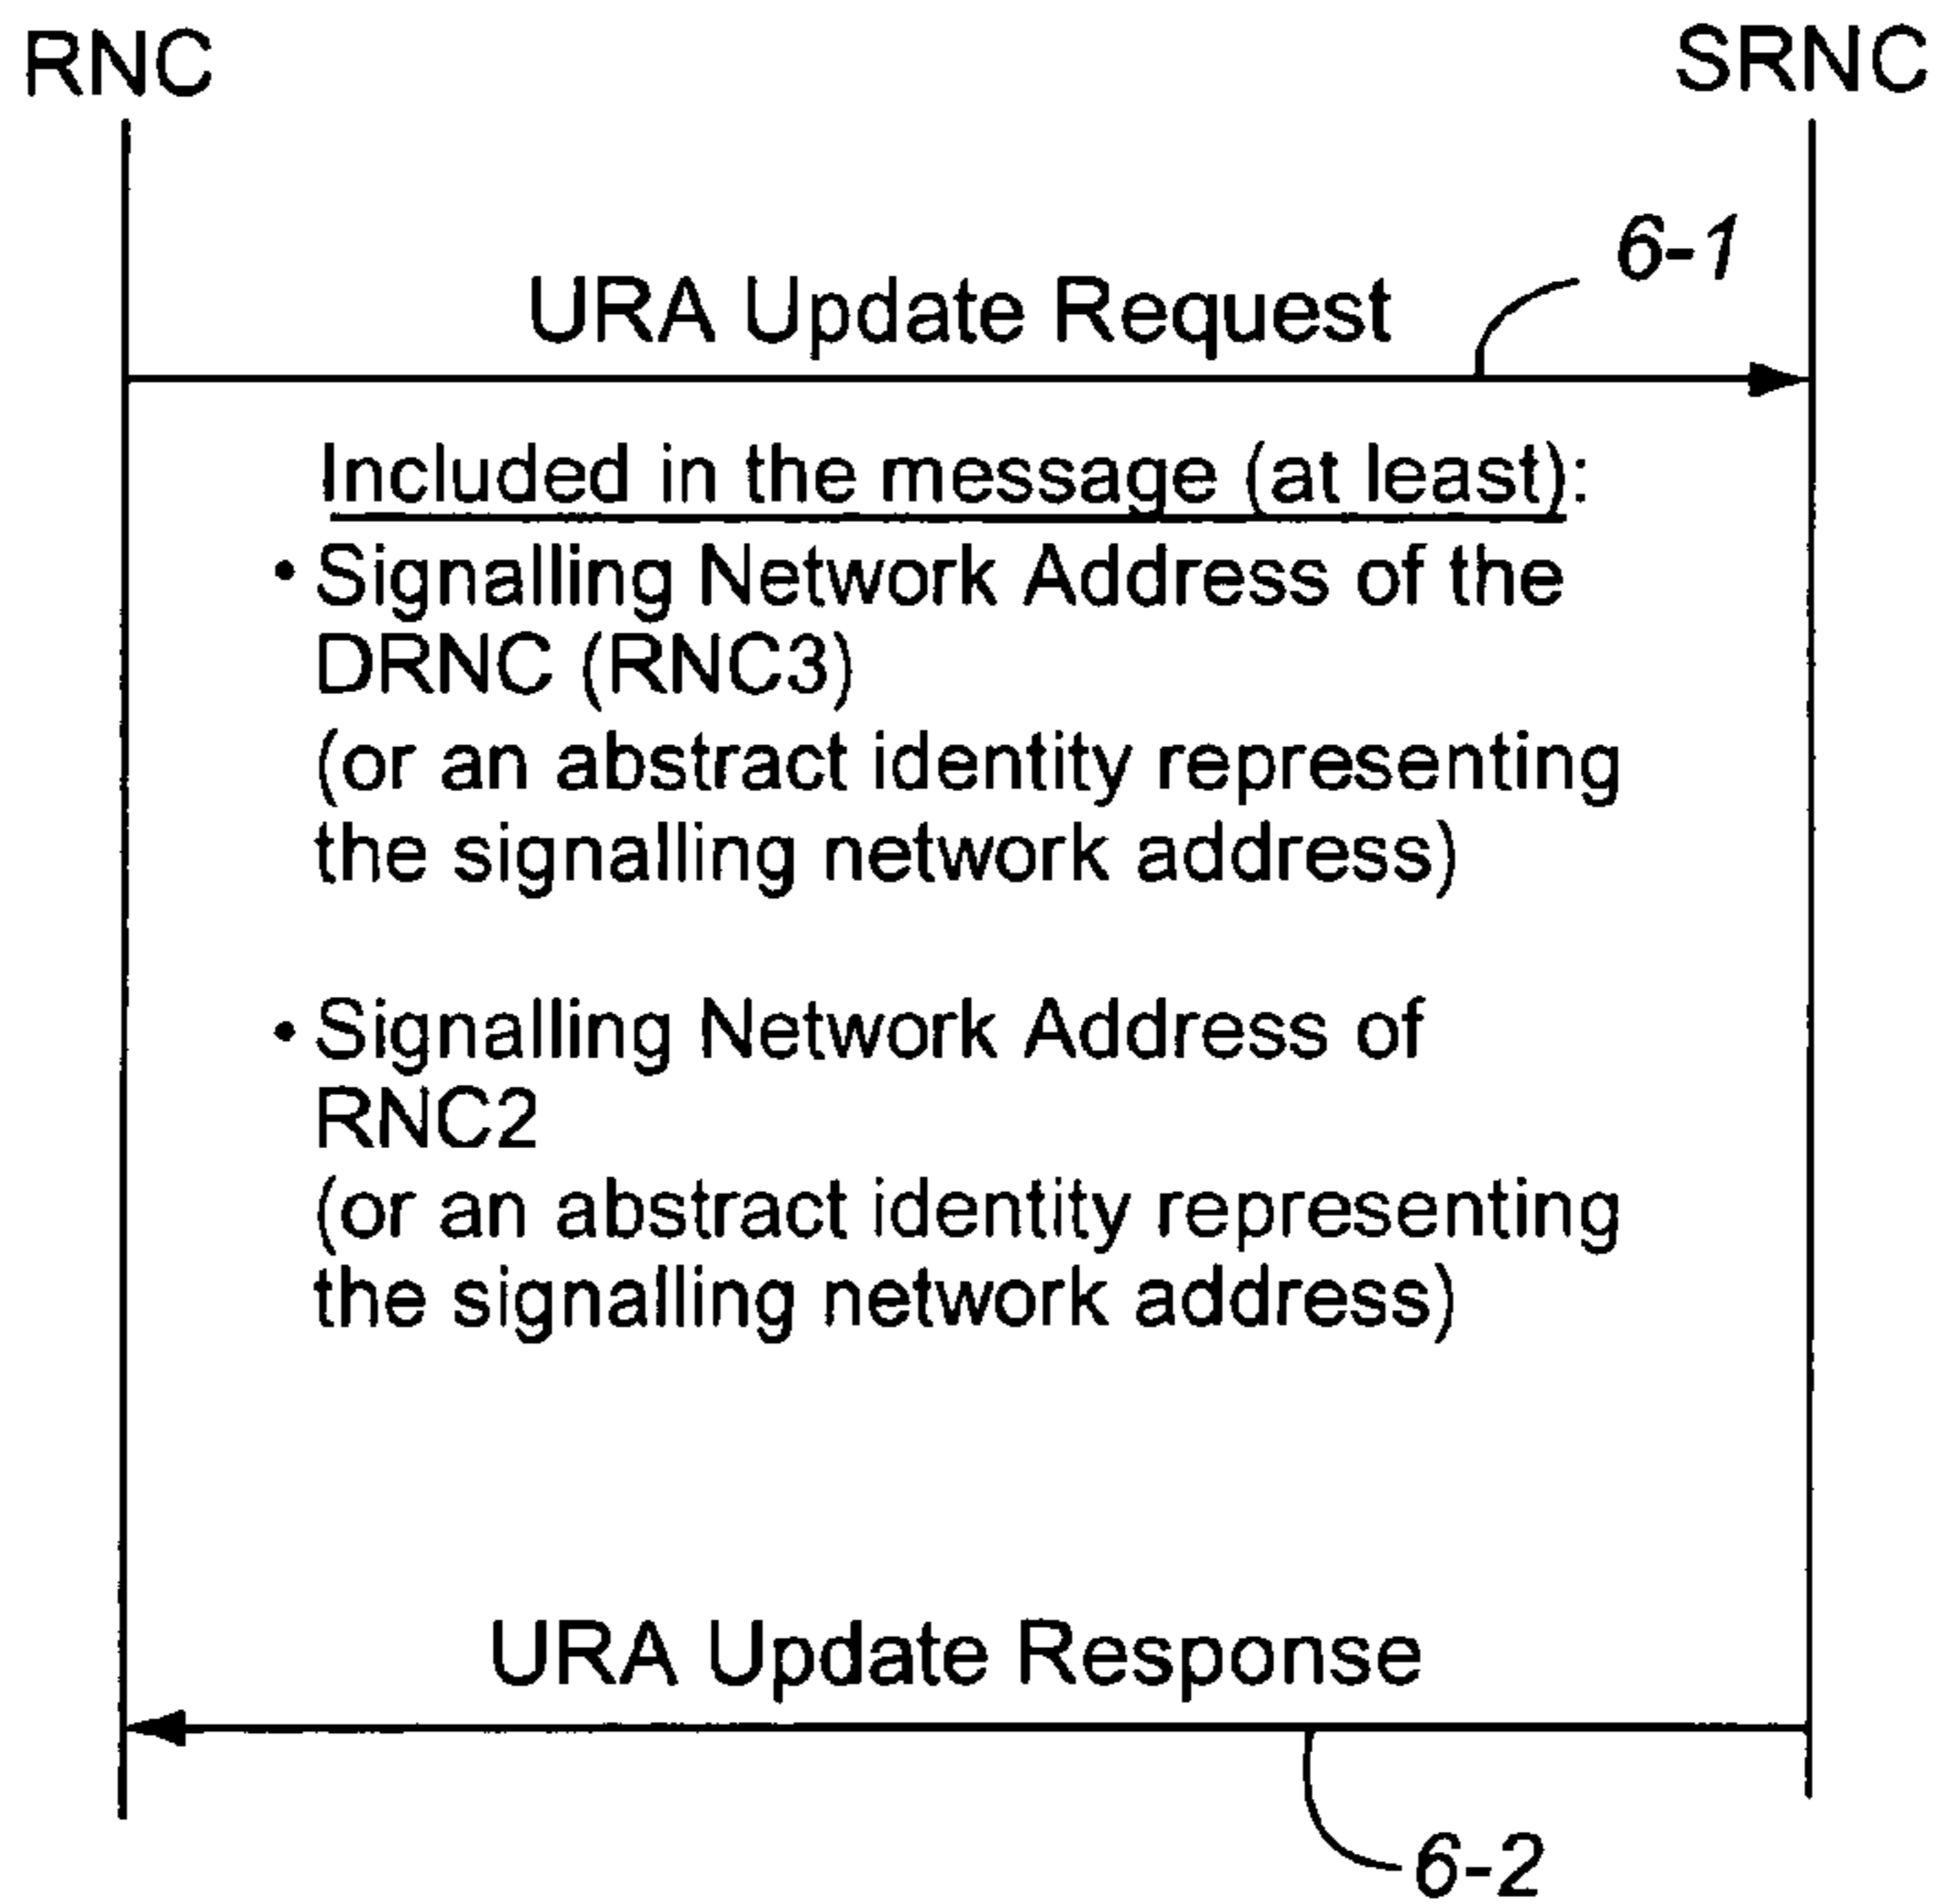 RNC
SRNC
6-1
URA Update Request
Included in the message (at least):
• Signalling Network Address of the
DRNC (RNC3)
(or an abstract identity representing
the signalling network address)
• Signalling Network Address of
RNC2
(or an abstract identity representing
the signalling network address)
URA Update Response
6-2